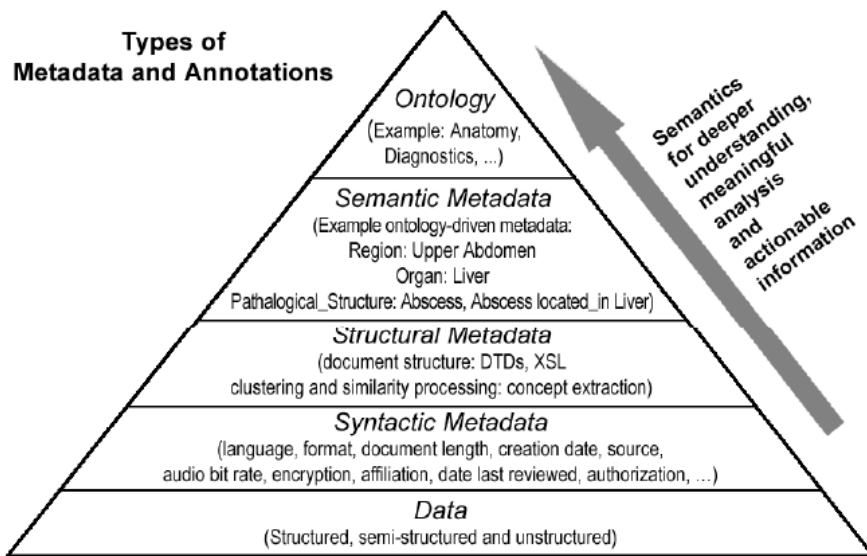 Types of
Metadata and Annotations
Ontology
(Example: Anatomy,
Diagnostics, ...)
Semantic Metadata
(Example ontology-driven metadata:
Region: Upper Abdomen
Organ: Liver
Pathalogical_Structure: Abscess, Abscess located_in Liver)
Structural Metadata
(document structure: DTDs, XSL
clustering and similarity processing: concept extraction)
Syntactic Metadata
(language, format, document length, creation date, source,
audio bit rate, encryption, affiliation, date last reviewed, authorization, ...)
Data
(Structured, semi-structured and unstructured)
Semantics
for deeper
understanding,
meaningful
analysis
and
actionable
information